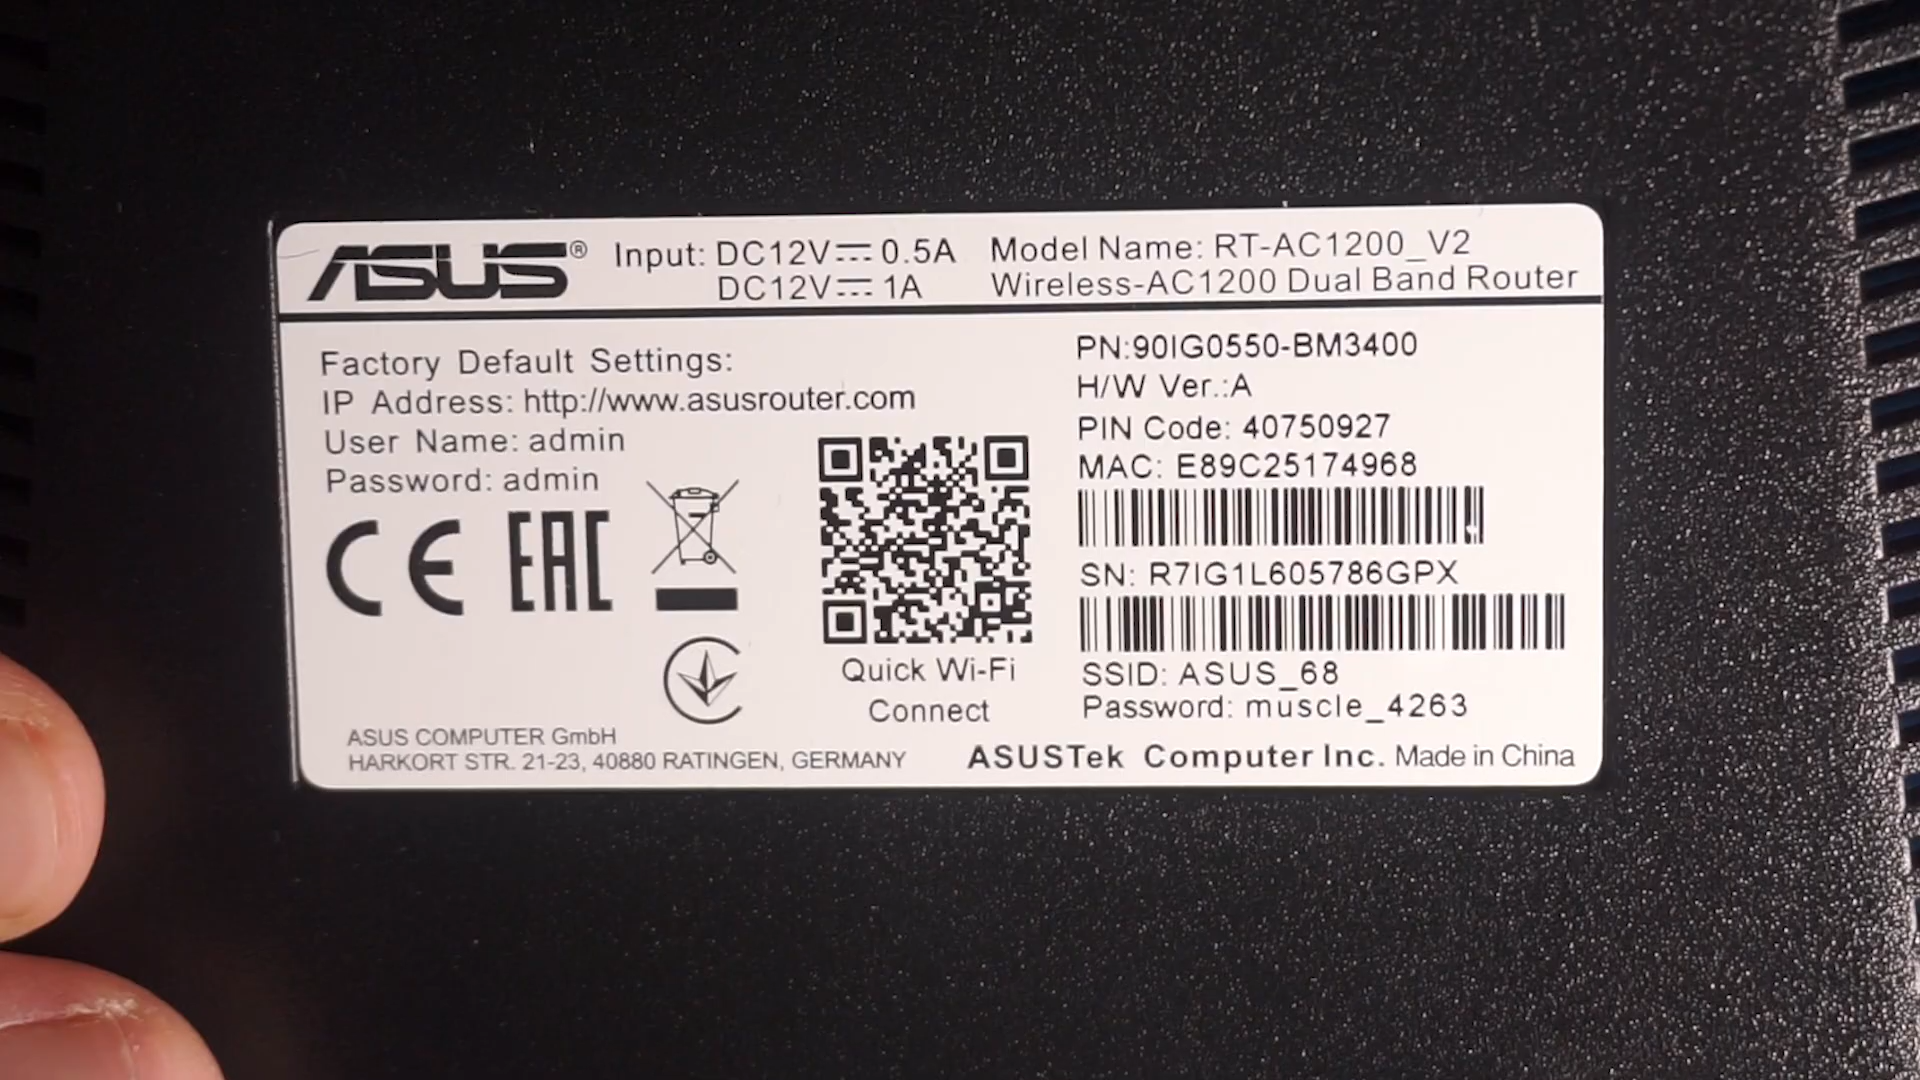 ASUS® Input: DC12V⎓0.5A Model Name: RT-AC1200_V2
DC12V⎓1A Wireless-AC1200 Dual Band Router
Factory Default Settings:
IP Address: http://www.asusrouter.com
User Name: admin
Password: admin
CE EAC
Quick Wi-Fi
Connect
PN:90IG0550-BM3400
H/W Ver.:A
PIN Code: 40750927
MAC: E89C25174968
SN: R7IG1L605786GPX
SSID: ASUS_68
Password: muscle_4263
ASUS COMPUTER GmbH
HARKORT STR. 21-23, 40880 RATINGEN, GERMANY
ASUSTek Computer Inc. Made in China